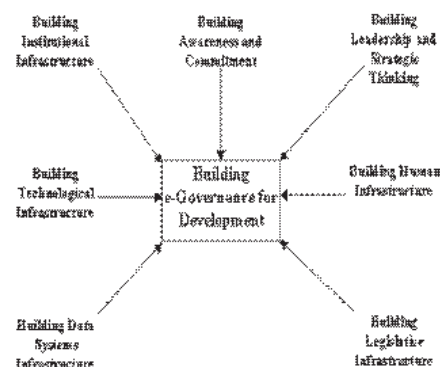 Building
Institutional
Infrastructure
Building
Awareness and
Commitment
Building
Leadership and
Strategic
Thinking
Building
Technological
Infrastructure
Building
e-Governance for
Development
Building Human
Infrastructure
Building Data
Systems
Infrastructure
Building
Legislative
Infrastructure